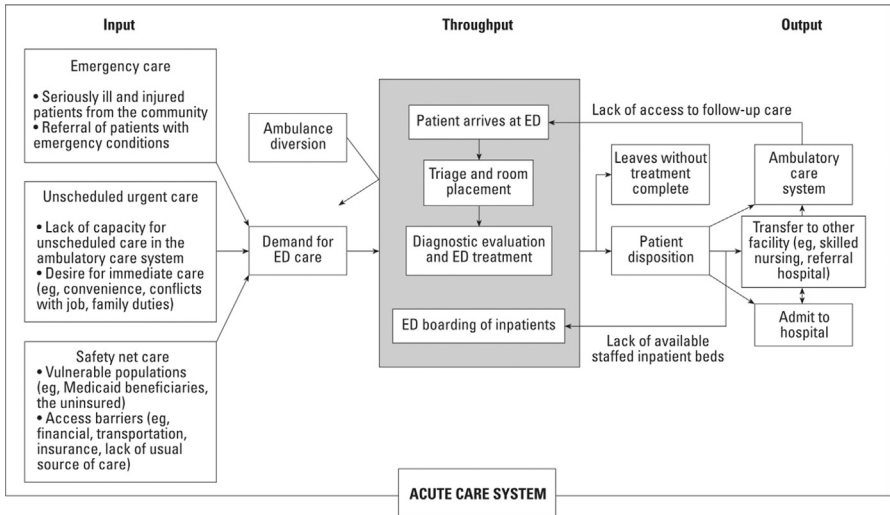 Input
Throughput
Output
Emergency care
• Seriously ill and injured
patients from the community
• Referral of patients with
emergency conditions
Unscheduled urgent care
• Lack of capacity for
unscheduled care in the
ambulatory care system
• Desire for immediate care
(eg, convenience, conflicts
with job, family duties)
Safety net care
• Vulnerable populations
(eg, Medicaid beneficiaries,
the uninsured)
• Access barriers (eg,
financial, transportation,
insurance, lack of usual
source of care)
Ambulance
diversion
Demand for
ED care
Patient arrives at ED
Triage and room
placement
Diagnostic evaluation
and ED treatment
ED boarding of inpatients
Lack of access to follow-up care
Leaves without
treatment
complete
Patient
disposition
Lack of available
staffed inpatient beds
Ambulatory
care
system
Transfer to other
facility (eg, skilled
nursing, referral
hospital)
Admit to
hospital
ACUTE CARE SYSTEM